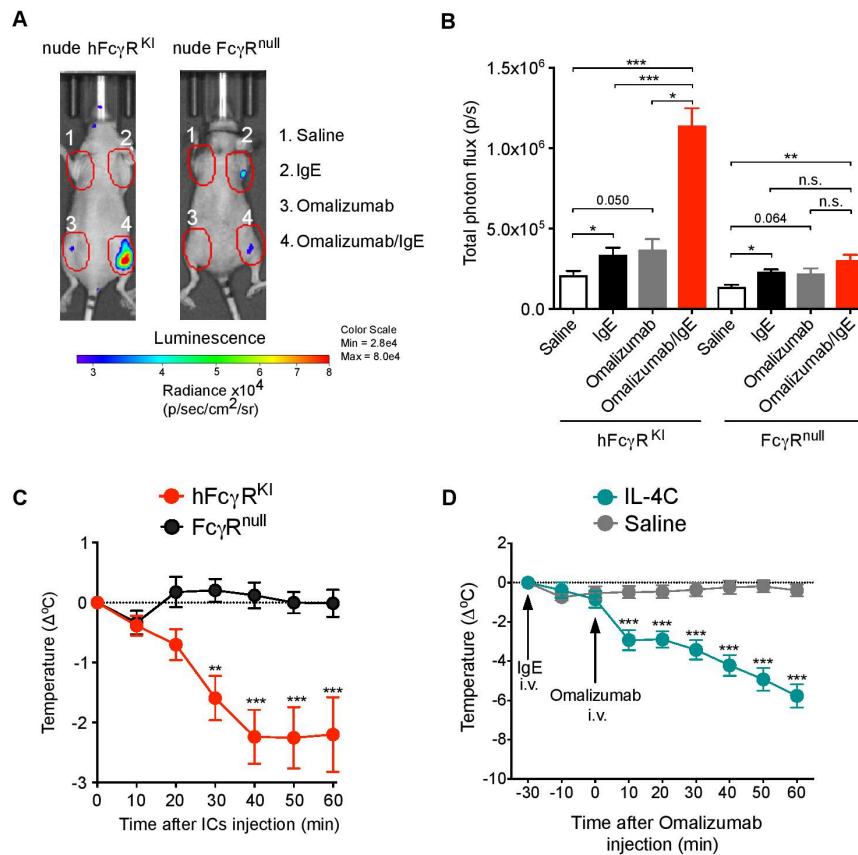 A
nude hFcγR^KI
nude FcγR^null
1
2
3
4
1
2
3
4
1. Saline
2. IgE
3. Omalizumab
4. Omalizumab/IgE
Luminescence
3
4
5
6
7
8
Radiance x10^4
(p/sec/cm^2/sr)
Color Scale
Min = 2.8e4
Max = 8.0e4
B
Total photon flux (p/s)
1.5x10^6
1.0x10^6
5.0x10^5
0.0
***
***
*
0.050
*
**
n.s.
n.s.
0.064
*
Saline
IgE
Omalizumab
Omalizumab/IgE
Saline
IgE
Omalizumab
Omalizumab/IgE
hFcγR^KI
FcγR^null
C
hFcγR^KI
FcγR^null
Temperature (Δ°C)
1
0
-1
-2
-3
**
***
***
***
0 10 20 30 40 50 60
Time after ICs injection (min)
D
IL-4C
Saline
Temperature (Δ°C)
2
0
-2
-4
-6
-8
-10
IgE
i.v.
Omalizumab
i.v.
***
***
***
***
***
***
-30 -10 0 10 20 30 40 50 60
Time after Omalizumab
injection (min)